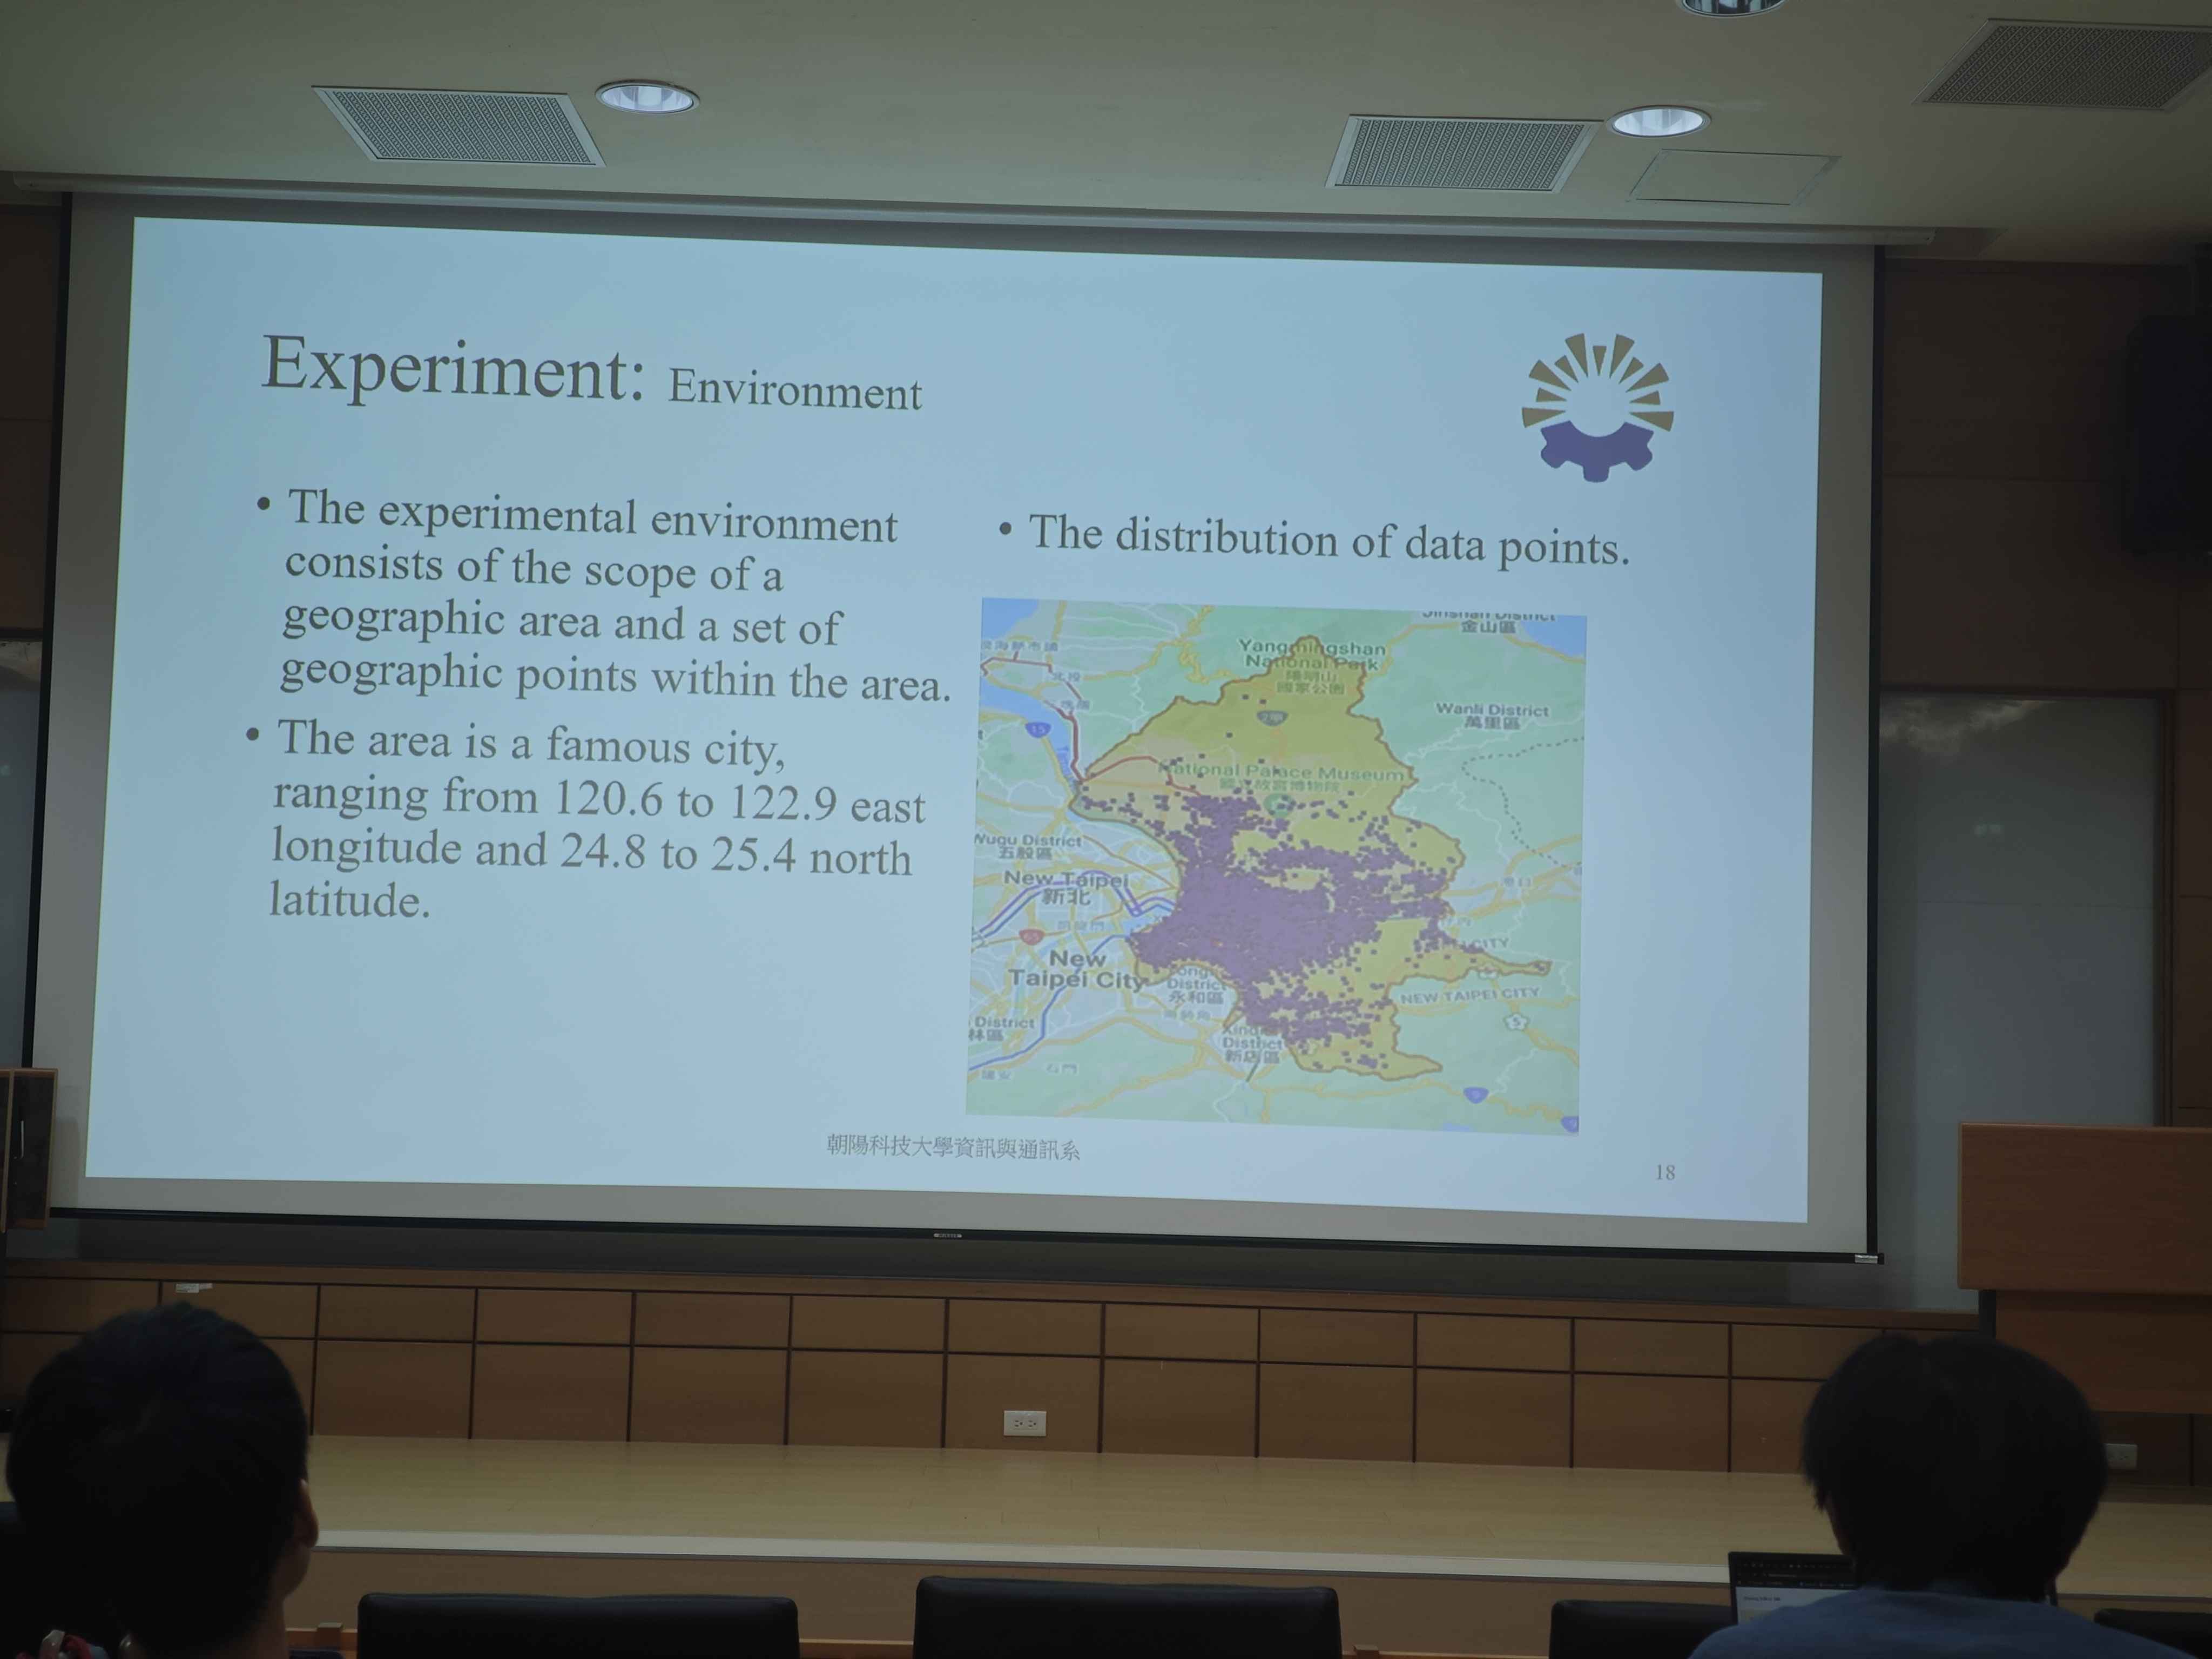 Experiment: Environment
• The experimental environment
consists of the scope of a
geographic area and a set of
geographic points within the area.
• The area is a famous city,
ranging from 120.6 to 122.9 east
longitude and 24.8 to 25.4 north
latitude.
• The distribution of data points.
Jinshan District
金山區
Yangmingshan
National Park
陽明山
國家公園
Wanli District
萬里區
15
National Palace Museum
國立故宮博物院
Wugu District
五股區
New Taipei
新北
New
Taipei City
District
永和區
CITY
NEW TAIPEI CITY
District
林區
District
新店區
朝陽科技大學資訊與通訊系
18